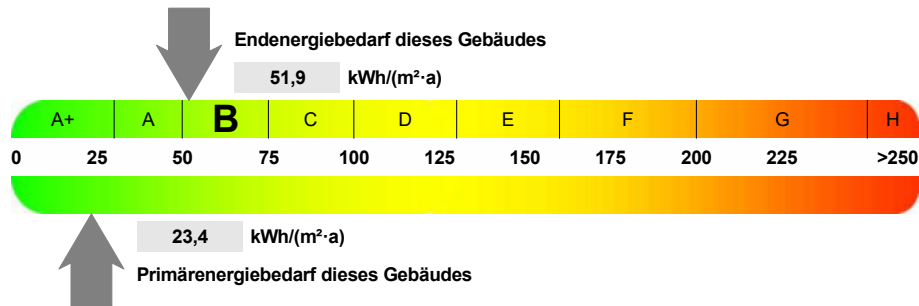 Endenergiebedarf dieses Gebäudes
51,9 kWh/(m²·a)
A+ A B C D E F G H
0 25 50 75 100 125 150 175 200 225 >250
23,4 kWh/(m²·a)
Primärenergiebedarf dieses Gebäudes